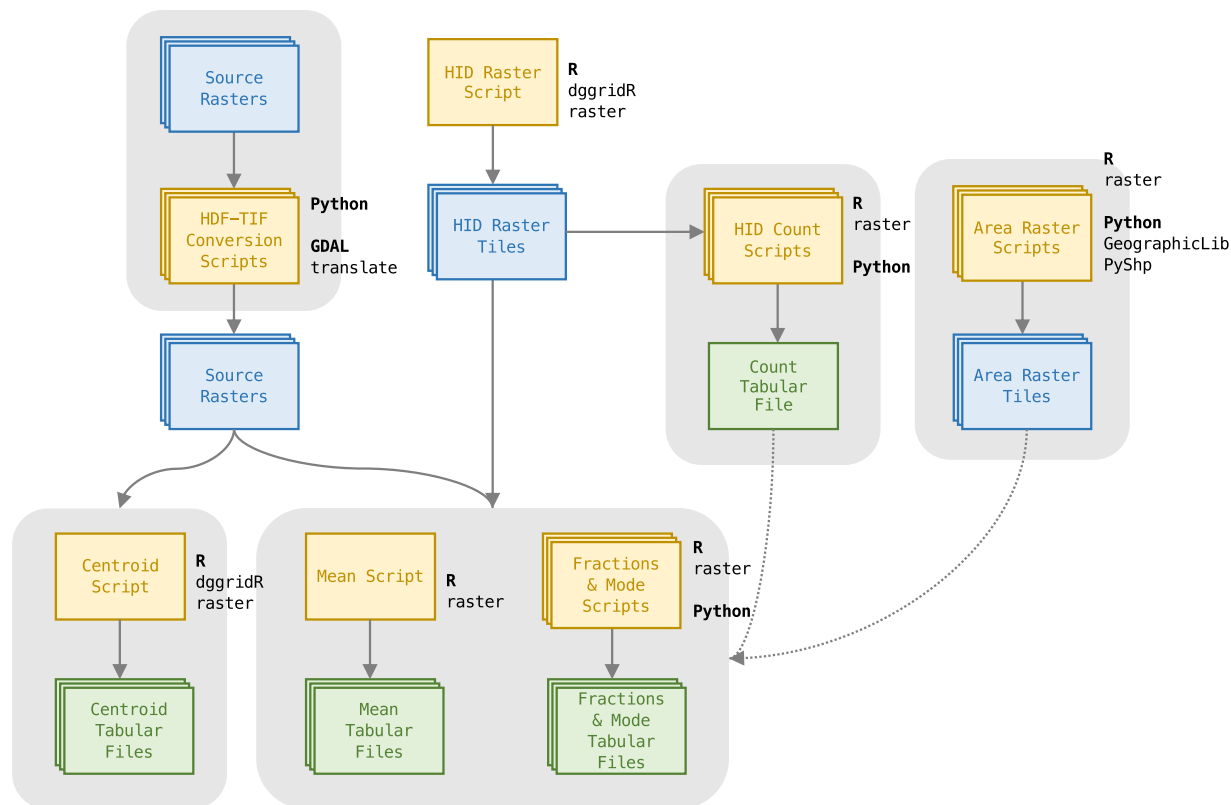 Source
Rasters
HID Raster
Script
R
dggridR
raster
HDF–TIF
Conversion
Scripts
Python
GDAL
translate
HID Raster
Tiles
HID Count
Scripts
R
raster
Python
Area Raster
Scripts
R
raster
Python
GeographicLib
PyShp
Source
Rasters
Count
Tabular
File
Area Raster
Tiles
Centroid
Script
R
dggridR
raster
Mean Script
R
raster
Fractions
& Mode
Scripts
R
raster
Python
Centroid
Tabular
Files
Mean
Tabular
Files
Fractions
& Mode
Tabular
Files